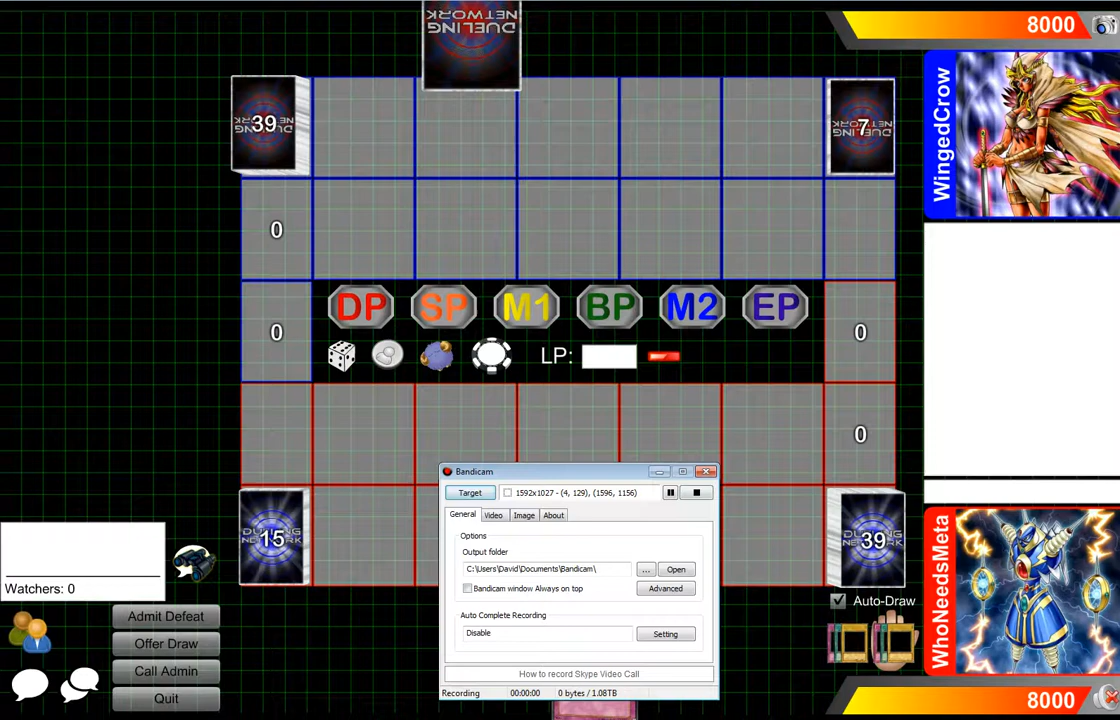 DUELING
NETWORK
8000
39
7
WingedCrow
0
0
DP SP M1 BP M2 EP
0
LP:
0
Bandicam
Target
1592x1027 - (4, 129), (1596, 1156)
General Video Image About
Options
Output folder
C:\Users\David\Documents\Bandicam\
... Open
Bandicam window Always on top
Advanced
Auto Complete Recording
Disable
Setting
How to record Skype Video Call
Recording 00:00:00 0 bytes / 1.08TB
15
39
Watchers: 0
Auto-Draw
Admit Defeat
Offer Draw
Call Admin
Quit
WhoNeedsMeta
8000